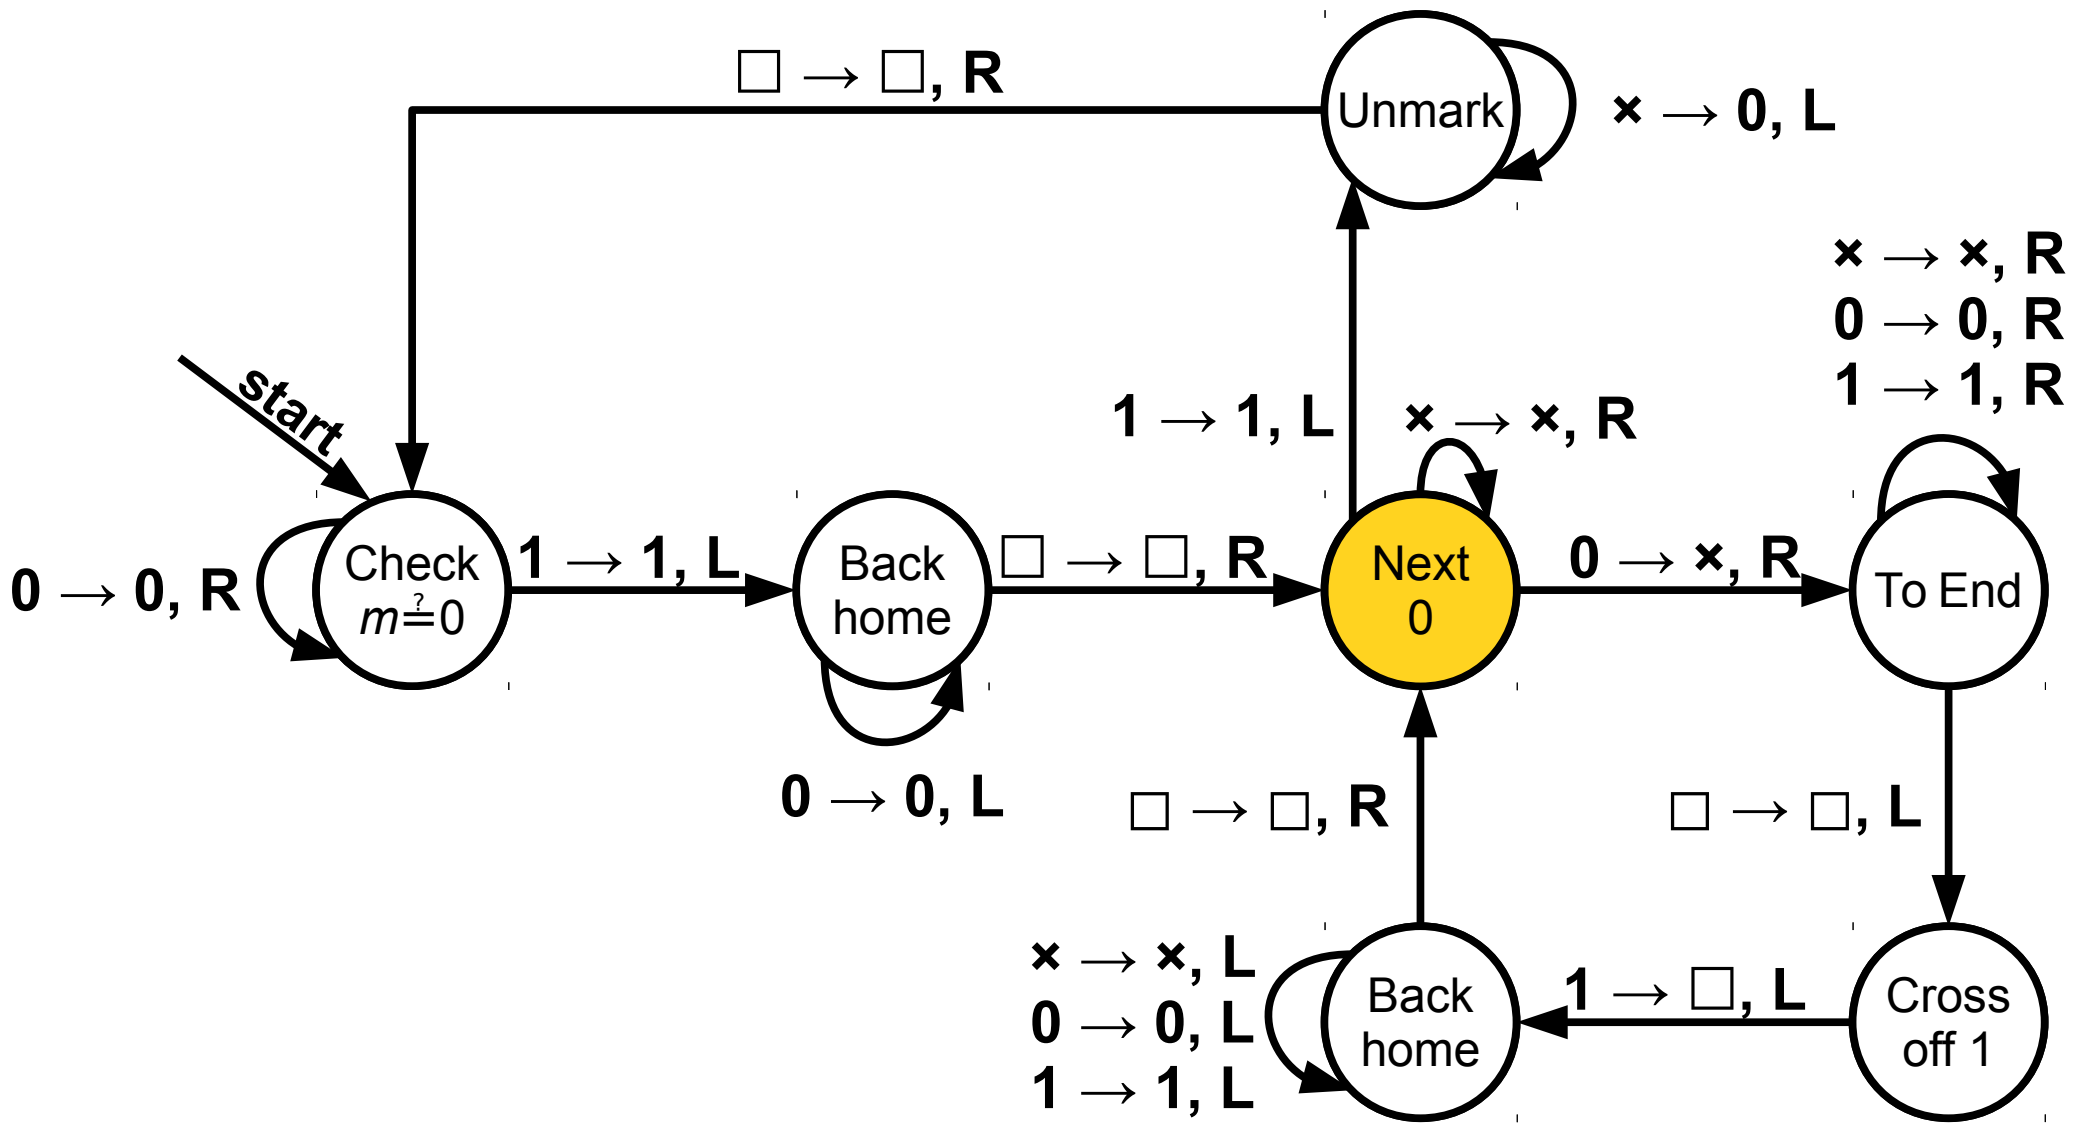 □ → □, R
Unmark
× → 0, L
× → ×, R
0 → 0, R
1 → 1, R
start
1 → 1, L
× → ×, R
0 → 0, R
Check
m≟0
1 → 1, L
Back
home
□ → □, R
Next
0
0 → ×, R
To End
0 → 0, L
□ → □, R
□ → □, L
× → ×, L
0 → 0, L
1 → 1, L
Back
home
1 → □, L
Cross
off 1